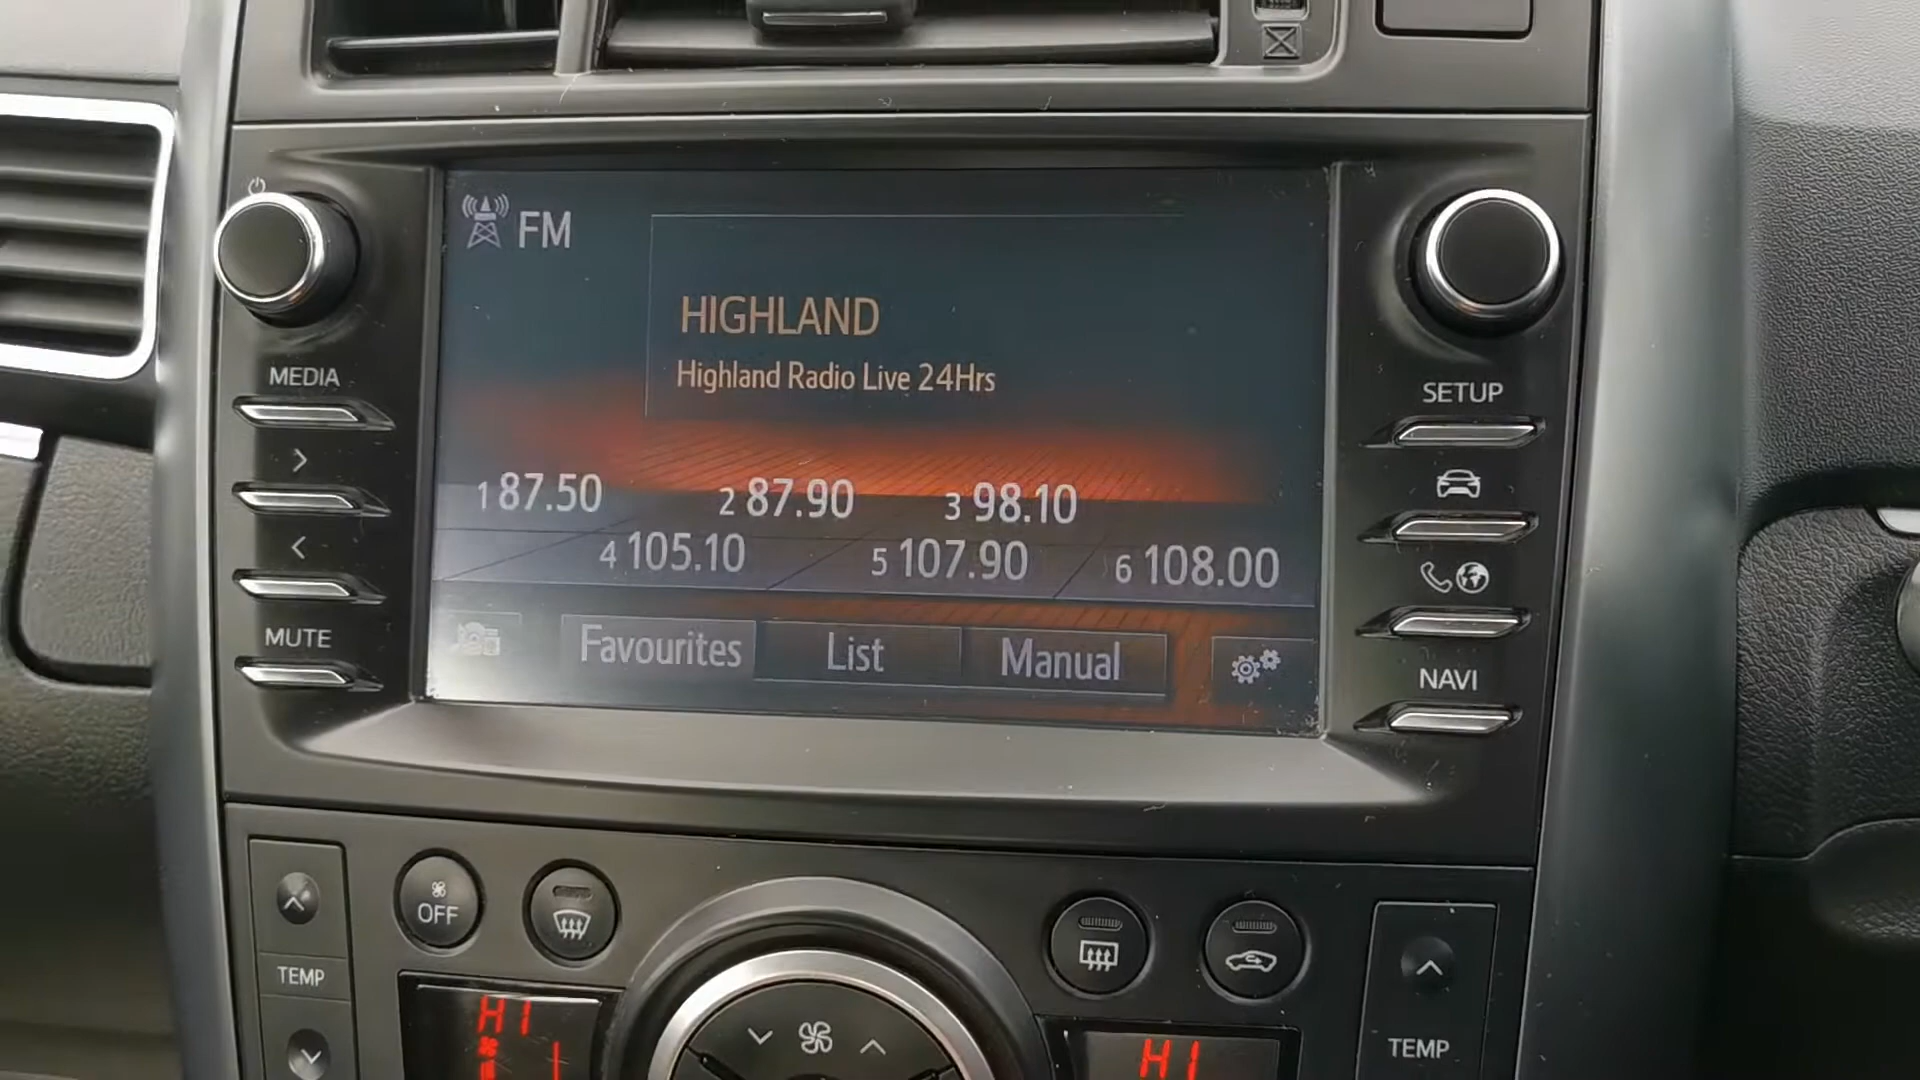 FM
HIGHLAND
Highland Radio Live 24Hrs
1 87.50 2 87.90 3 98.10
4 105.10 5 107.90 6 108.00
Favourites List Manual
MEDIA
>
<
MUTE
SETUP
NAVI
OFF
TEMP
HI
HI
TEMP